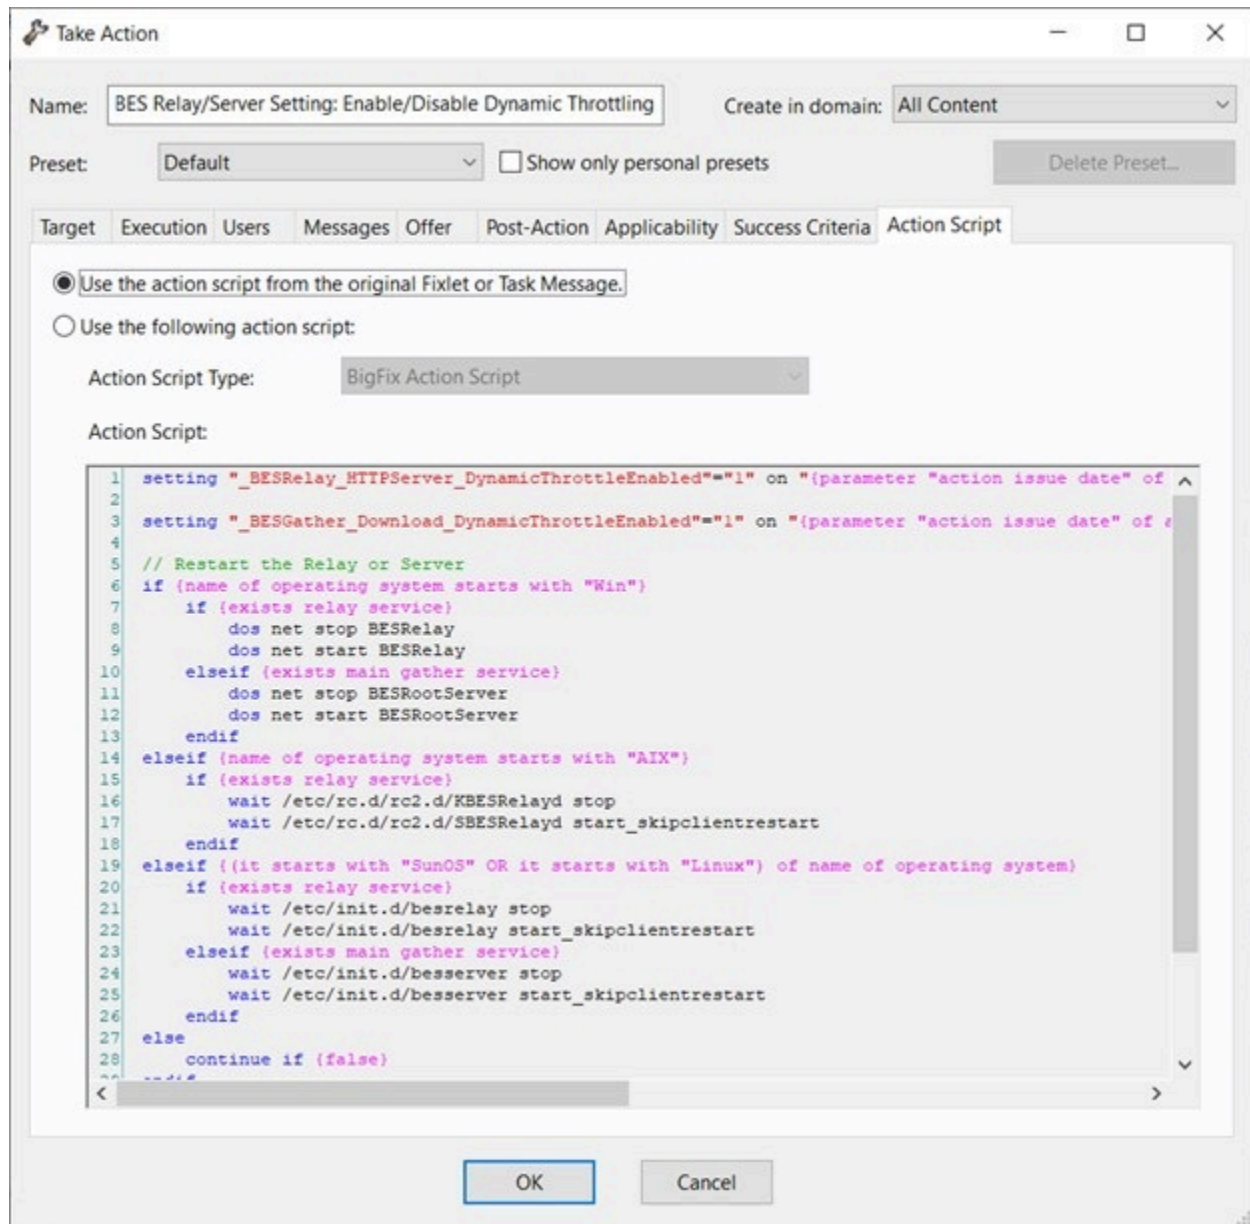 Take Action
Name: BES Relay/Server Setting: Enable/Disable Dynamic Throttling Create in domain: All Content
Preset: Default Show only personal presets Delete Preset...
Target Execution Users Messages Offer Post-Action Applicability Success Criteria Action Script
Use the action script from the original Fixlet or Task Message.
Use the following action script:
Action Script Type: BigFix Action Script
Action Script:
1 setting "_BESRelay_HTTPServer_DynamicThrottleEnabled"="1" on "{parameter "action issue date" of
2
3 setting "_BESGather_Download_DynamicThrottleEnabled"="1" on "{parameter "action issue date" of
4
5 // Restart the Relay or Server
6 if {name of operating system starts with "Win"}
7 if {exists relay service}
8 dos net stop BESRelay
9 dos net start BESRelay
10 elseif {exists main gather service}
11 dos net stop BESRootServer
12 dos net start BESRootServer
13 endif
14 elseif {name of operating system starts with "AIX"}
15 if {exists relay service}
16 wait /etc/rc.d/rc2.d/KBESRelayd stop
17 wait /etc/rc.d/rc2.d/SBESRelayd start_skipclientrestart
18 endif
19 elseif {(it starts with "SunOS" OR it starts with "Linux") of name of operating system}
20 if {exists relay service}
21 wait /etc/init.d/besrelay stop
22 wait /etc/init.d/besrelay start_skipclientrestart
23 elseif {exists main gather service}
24 wait /etc/init.d/besserver stop
25 wait /etc/init.d/besserver start_skipclientrestart
26 endif
27 else
28 continue if {false}
OK Cancel